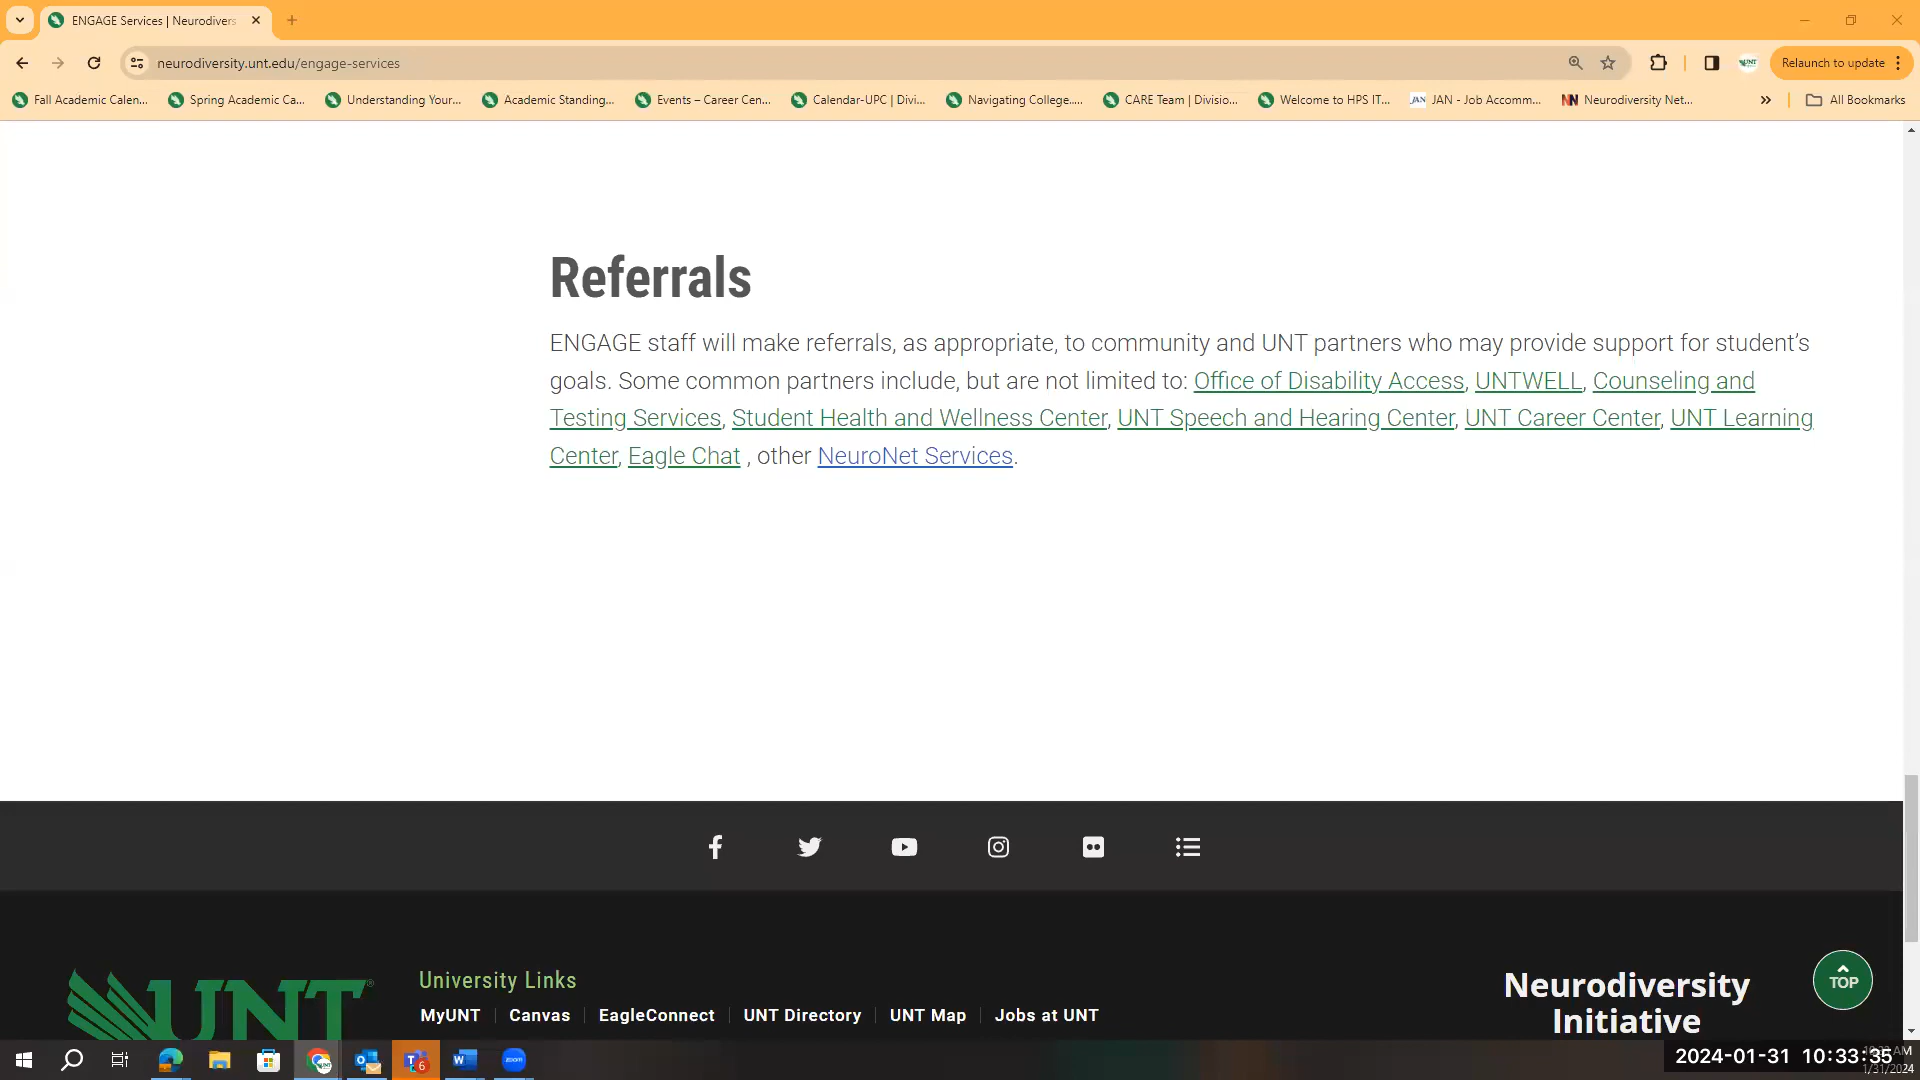 ENGAGE Services | Neurodivers
neurodiversity.unt.edu/engage-services
Relaunch to update
Fall Academic Calen...
Spring Academic Ca...
Understanding Your...
Academic Standing...
Events – Career Cen...
Calendar-UPC | Divi...
Navigating College....
CARE Team | Divisio...
Welcome to HPS IT...
JAN JAN - Job Accomm...
Neurodiversity Net...
All Bookmarks
Referrals
ENGAGE staff will make referrals, as appropriate, to community and UNT partners who may provide support for student’s
goals. Some common partners include, but are not limited to: Office of Disability Access, UNTWELL, Counseling and
Testing Services, Student Health and Wellness Center, UNT Speech and Hearing Center, UNT Career Center, UNT Learning
Center, Eagle Chat , other NeuroNet Services.
UNT®
University Links
MyUNT
Canvas
EagleConnect
UNT Directory
UNT Map
Jobs at UNT
Neurodiversity
Initiative
TOP
6
zoom
2024-01-31 10:33:35
1/31/2024